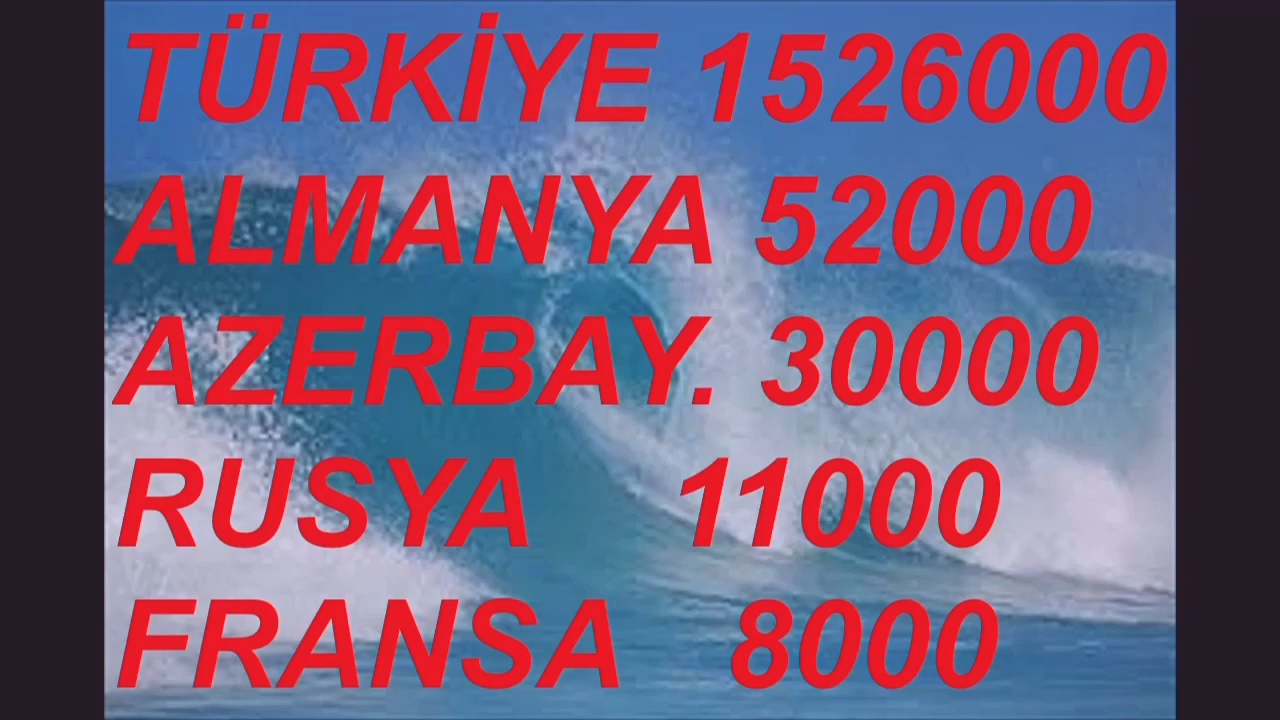 TÜRKİYE 1526000
ALMANYA 52000
AZERBAY. 30000
RUSYA 11000
FRANSA 8000